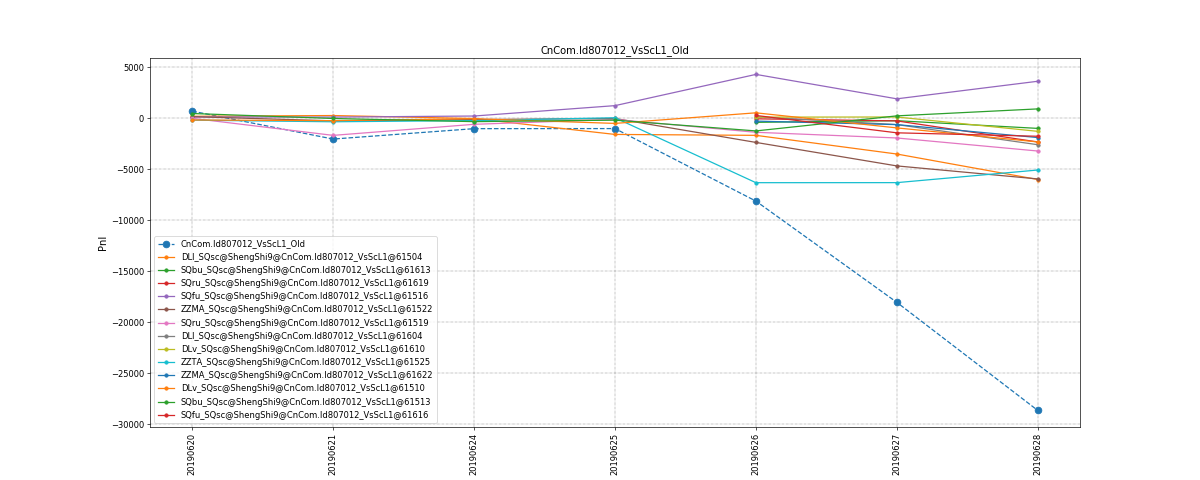 CnCom.Id807012_VsScL1_Old
5000
0
−5000
−10000
−15000
−20000
−25000
−30000
Pnl
CnCom.Id807012_VsScL1_Old
DLl_SQsc@ShengShi9@CnCom.Id807012_VsScL1@61504
SQbu_SQsc@ShengShi9@CnCom.Id807012_VsScL1@61613
SQru_SQsc@ShengShi9@CnCom.Id807012_VsScL1@61619
SQfu_SQsc@ShengShi9@CnCom.Id807012_VsScL1@61516
ZZMA_SQsc@ShengShi9@CnCom.Id807012_VsScL1@61522
SQru_SQsc@ShengShi9@CnCom.Id807012_VsScL1@61519
DLl_SQsc@ShengShi9@CnCom.Id807012_VsScL1@61604
DLv_SQsc@ShengShi9@CnCom.Id807012_VsScL1@61610
ZZTA_SQsc@ShengShi9@CnCom.Id807012_VsScL1@61525
ZZMA_SQsc@ShengShi9@CnCom.Id807012_VsScL1@61622
DLv_SQsc@ShengShi9@CnCom.Id807012_VsScL1@61510
SQbu_SQsc@ShengShi9@CnCom.Id807012_VsScL1@61513
SQfu_SQsc@ShengShi9@CnCom.Id807012_VsScL1@61616
20190620
20190621
20190624
20190625
20190626
20190627
20190628